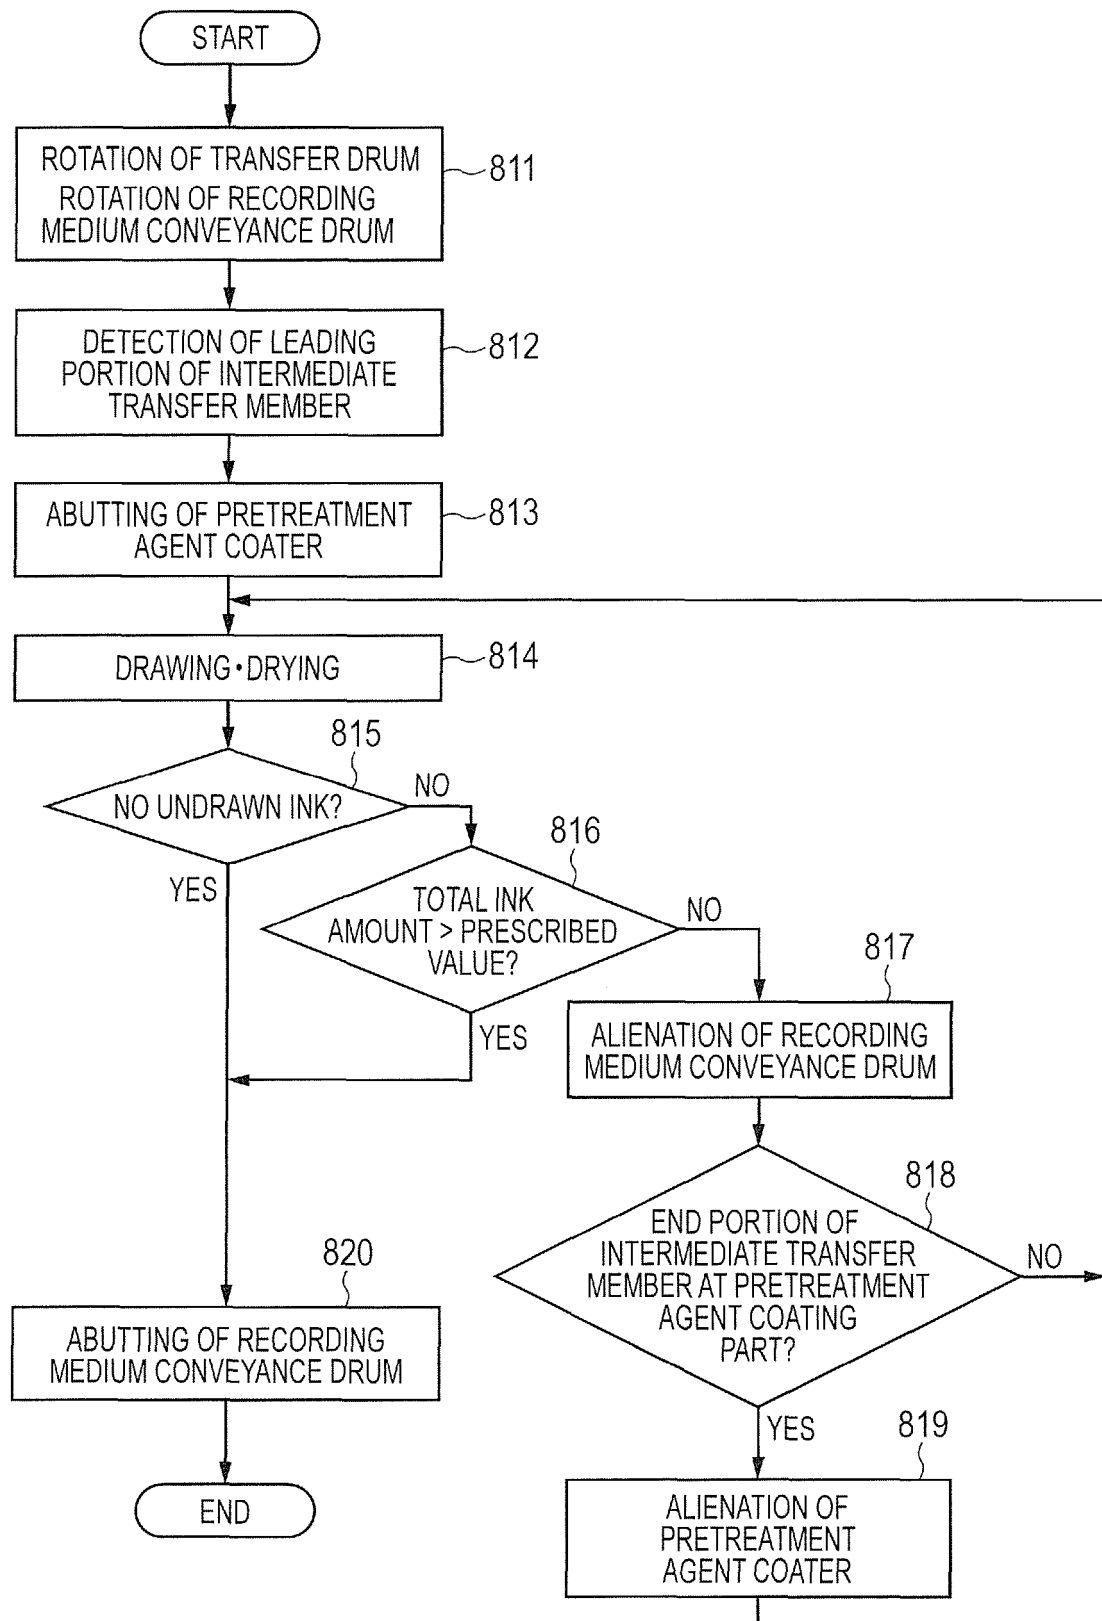 START
ROTATION OF TRANSFER DRUM
ROTATION OF RECORDING
MEDIUM CONVEYANCE DRUM
811
DETECTION OF LEADING
PORTION OF INTERMEDIATE
TRANSFER MEMBER
812
ABUTTING OF PRETREATMENT
AGENT COATER
813
DRAWING•DRYING
814
815
NO UNDRAWN INK?
NO
YES
816
TOTAL INK
AMOUNT > PRESCRIBED
VALUE?
NO
YES
817
ALIENATION OF RECORDING
MEDIUM CONVEYANCE DRUM
818
END PORTION OF
INTERMEDIATE TRANSFER
MEMBER AT PRETREATMENT
AGENT COATING
PART?
NO
YES
819
ALIENATION OF
PRETREATMENT
AGENT COATER
820
ABUTTING OF RECORDING
MEDIUM CONVEYANCE DRUM
END